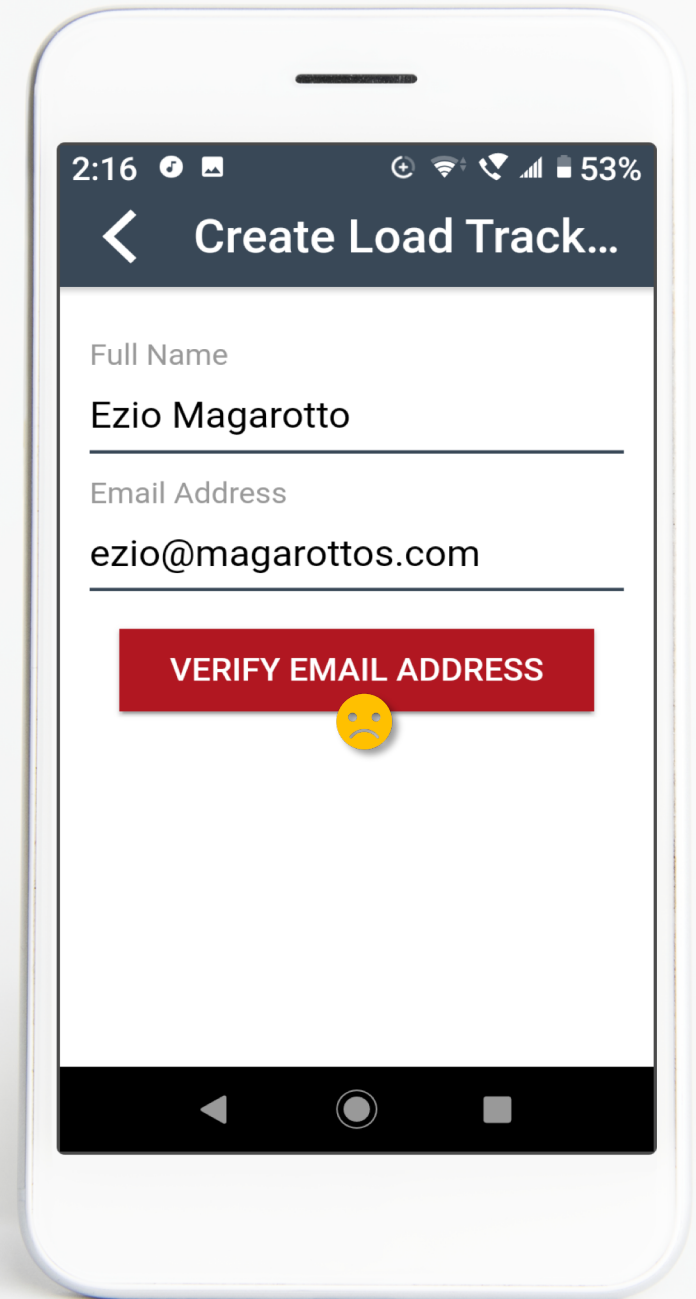 2:16 53%
Create Load Track...
Full Name
Ezio Magarotto
Email Address
ezio@magarottos.com
VERIFY EMAIL ADDRESS